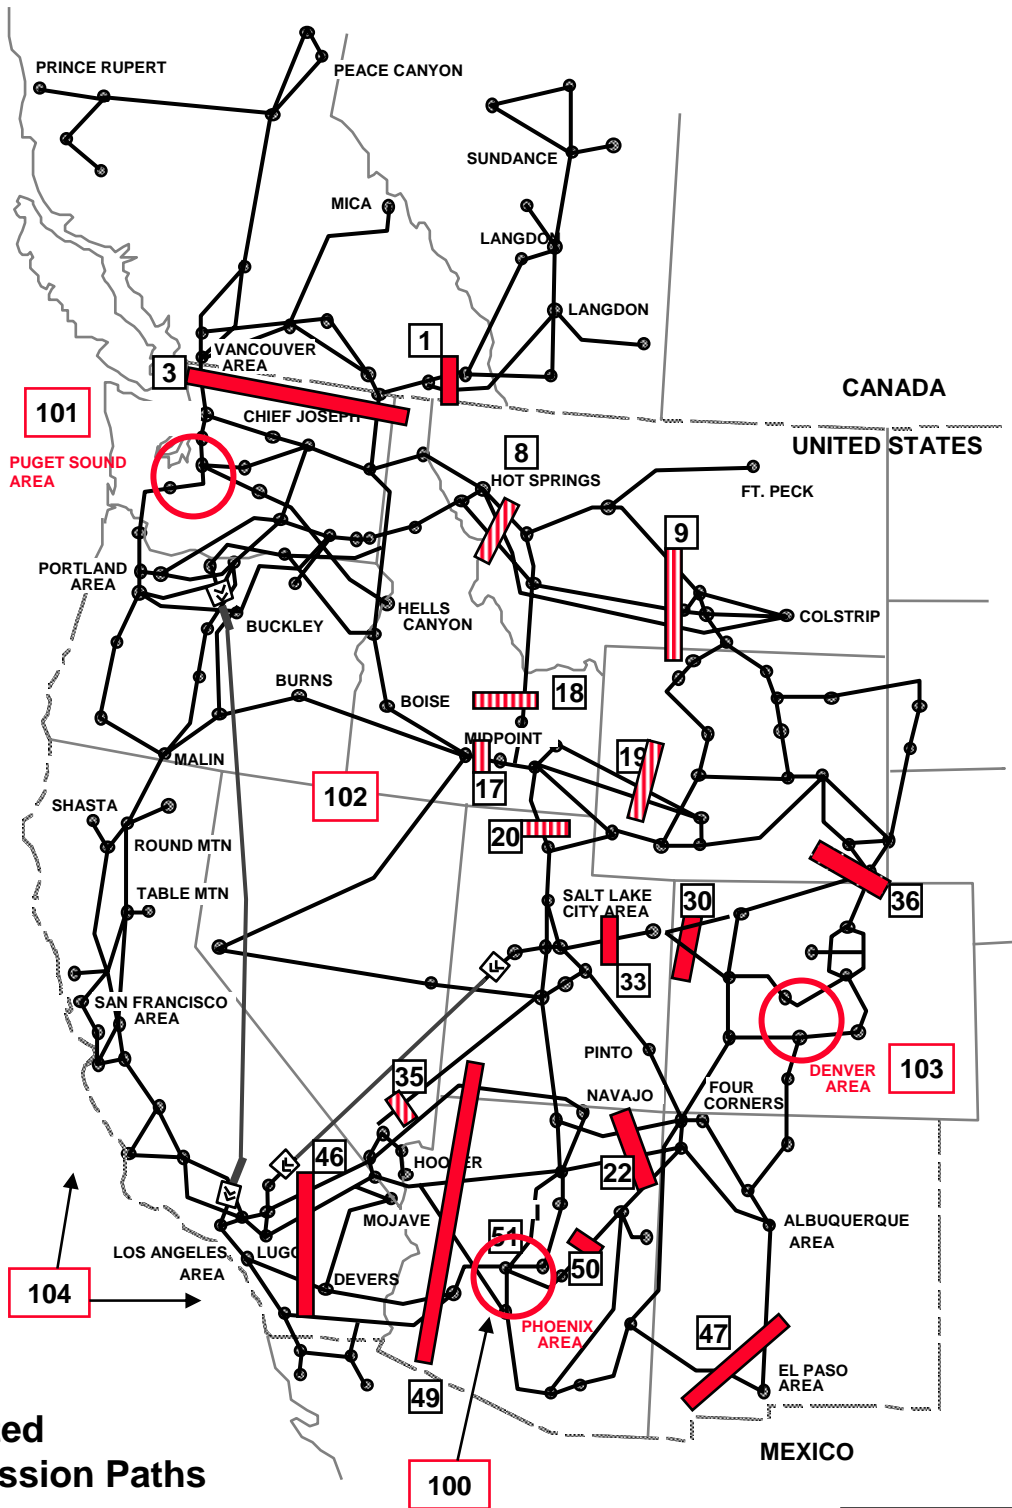 PRINCE RUPERT
PEACE CANYON
SUNDANCE
MICA
LANGDON
LANGDON
VANCOUVER
AREA
1
3
CANADA
101
CHIEF JOSEPH
UNITED STATES
PUGET SOUND
AREA
8
HOT SPRINGS
FT. PECK
9
PORTLAND
AREA
HELLS
CANYON
COLSTRIP
BUCKLEY
BURNS
BOISE
18
MIDPOINT
MALIN
19
17
102
SHASTA
ROUND MTN
20
TABLE MTN
SALT LAKE
CITY AREA
30
36
33
SAN FRANCISCO
AREA
PINTO
DENVER
AREA
103
35
NAVAJO
FOUR
CORNERS
46
HOOVER
22
MOJAVE
51
ALBUQUERQUE
AREA
LOS ANGELES
AREA
LUGO
50
DEVERS
104
PHOENIX
AREA
47
EL PASO
AREA
49
MEXICO
ed
ssion Paths
100